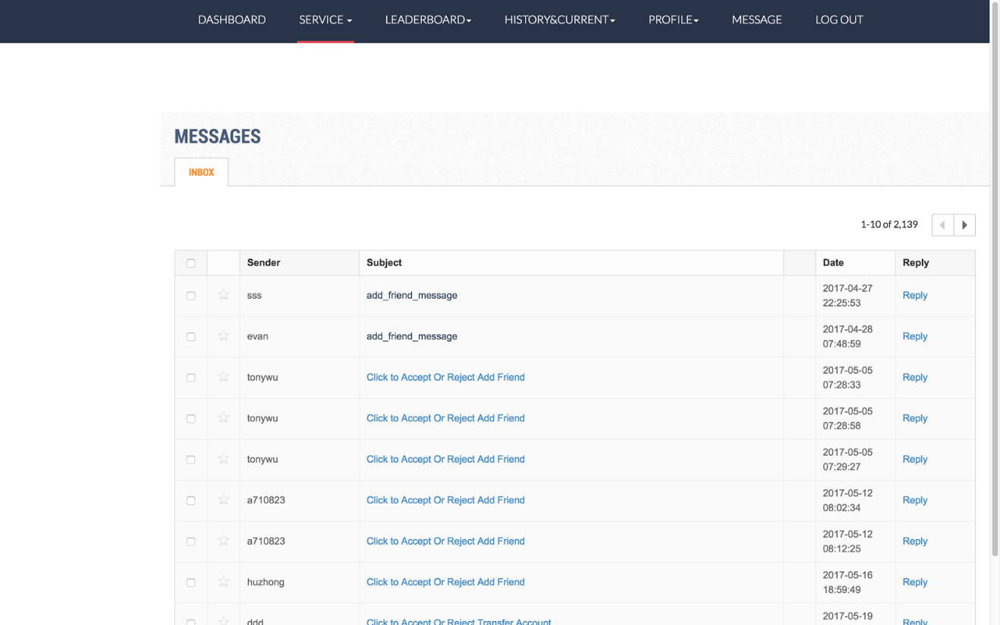 DASHBOARD SERVICE LEADERBOARD HISTORY&CURRENT PROFILE MESSAGE LOG OUT
MESSAGES
INBOX
1-10 of 2,139
Sender Subject Date Reply
sss add_friend_message 2017-04-27 22:25:53 Reply
evan add_friend_message 2017-04-28 07:48:59 Reply
tonywu Click to Accept Or Reject Add Friend 2017-05-05 07:28:33 Reply
tonywu Click to Accept Or Reject Add Friend 2017-05-05 07:28:58 Reply
tonywu Click to Accept Or Reject Add Friend 2017-05-05 07:29:27 Reply
a710823 Click to Accept Or Reject Add Friend 2017-05-12 08:02:34 Reply
a710823 Click to Accept Or Reject Add Friend 2017-05-12 08:12:25 Reply
huzhong Click to Accept Or Reject Add Friend 2017-05-16 18:59:49 Reply
ddd Click to Accept Or Reject Transfer Account 2017-05-19 Reply